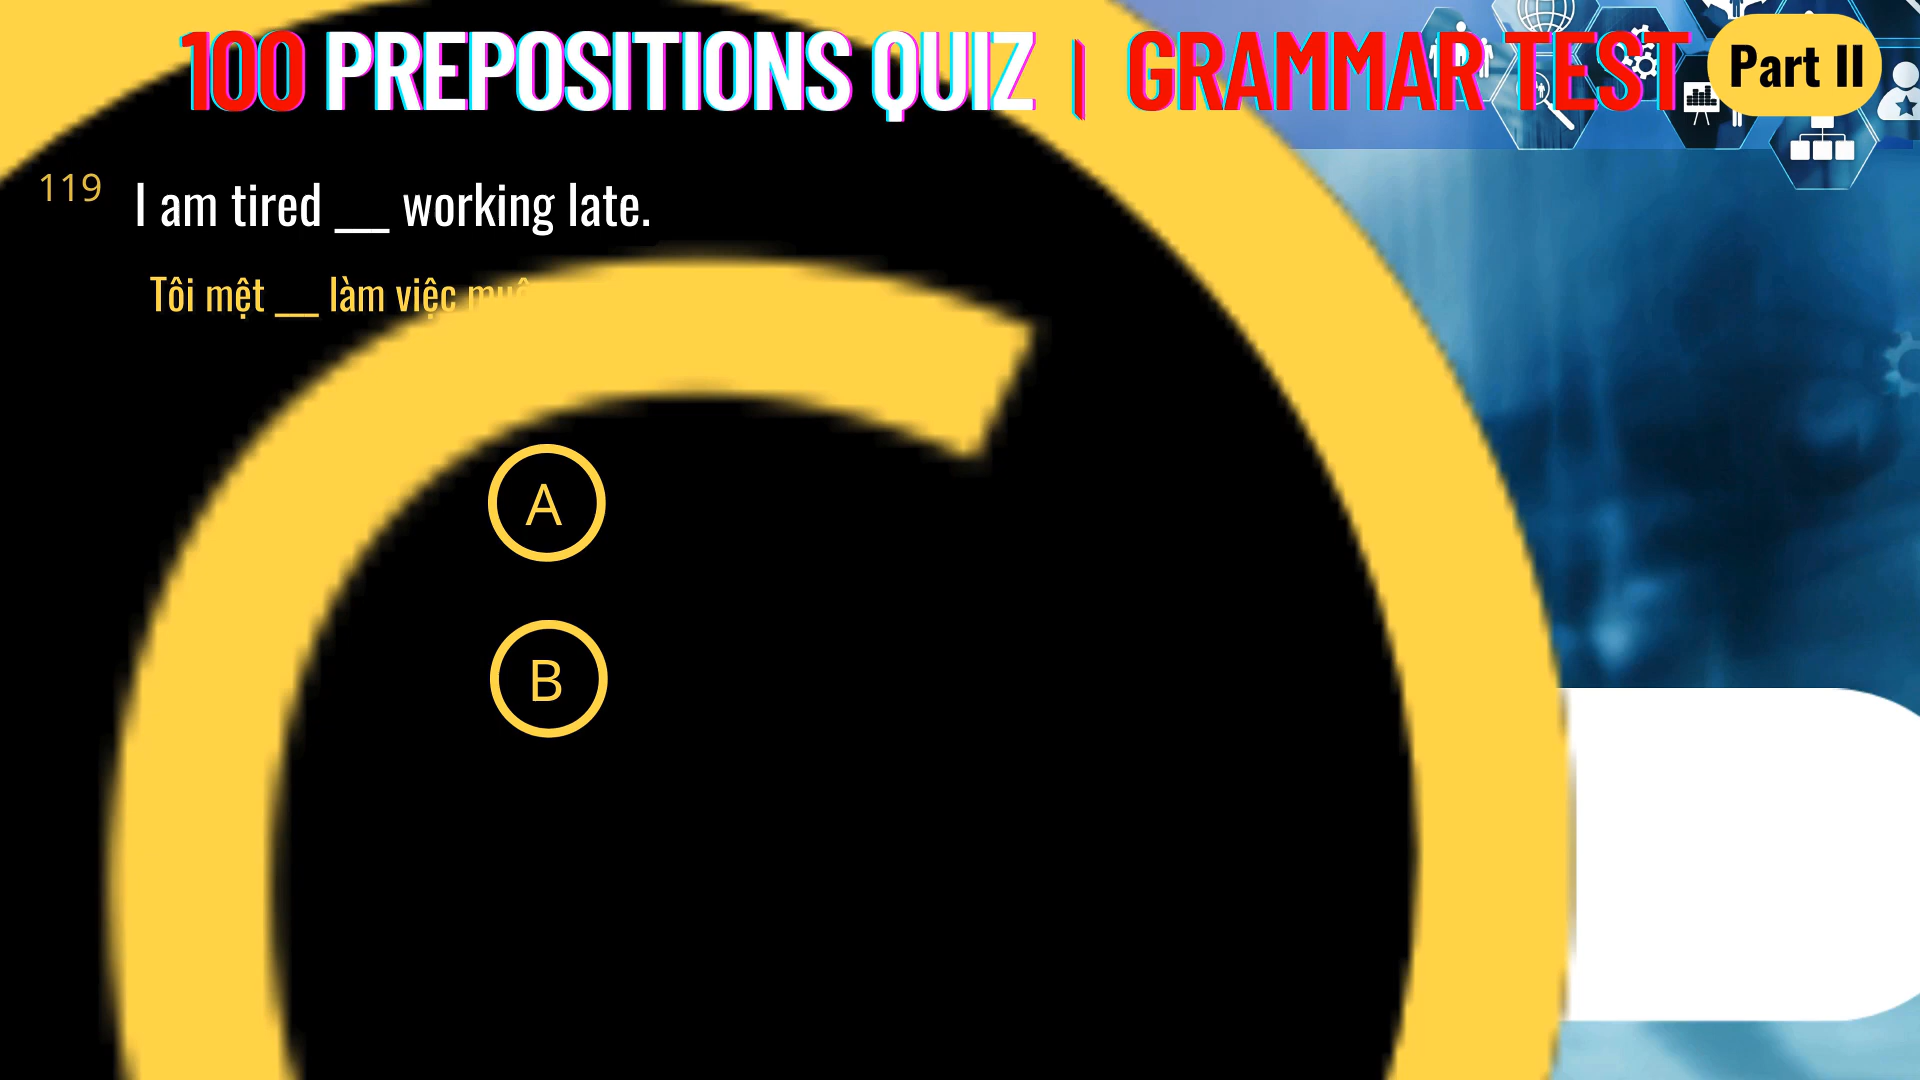 100 PREPOSITIONS QUIZ | GRAMMAR TEST Part II
119 I am tired __ working late.
Tôi mệt __ làm việc
A
B